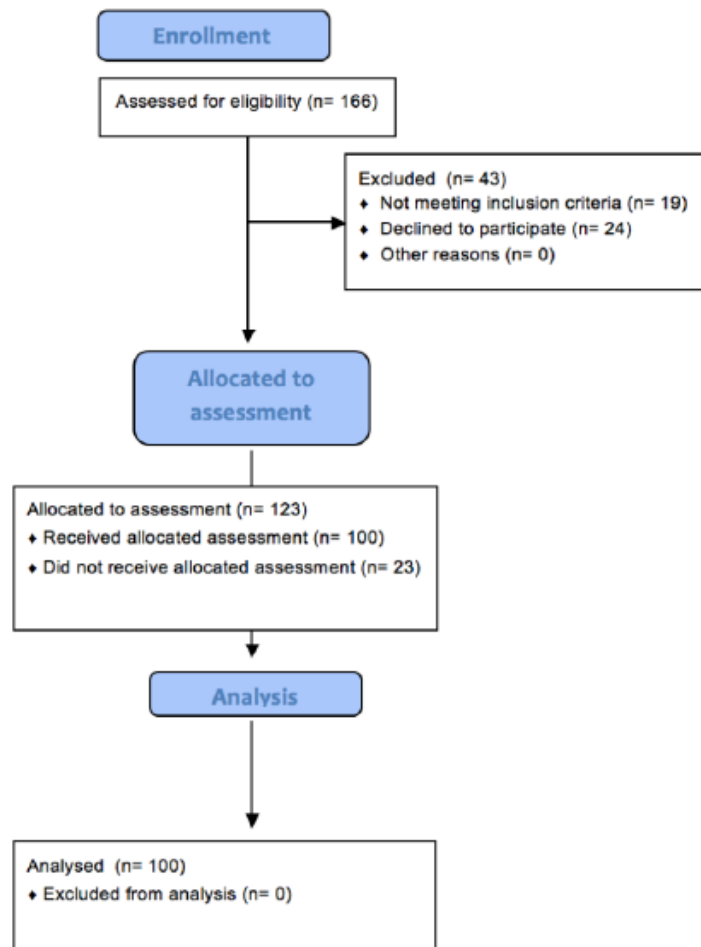 Enrollment
Assessed for eligibility (n= 166)
Excluded (n= 43)
♦ Not meeting inclusion criteria (n= 19)
♦ Declined to participate (n= 24)
♦ Other reasons (n= 0)
Allocated to
assessment
Allocated to assessment (n= 123)
♦ Received allocated assessment (n= 100)
♦ Did not receive allocated assessment (n= 23)
Analysis
Analysed (n= 100)
♦ Excluded from analysis (n= 0)